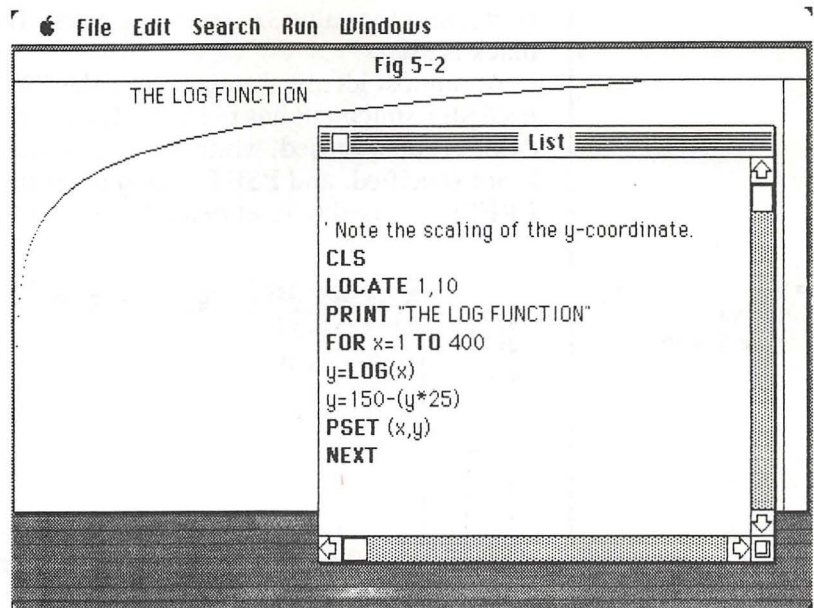 File Edit Search Run Windows
Fig 5-2
THE LOG FUNCTION
List
' Note the scaling of the y-coordinate.
CLS
LOCATE 1,10
PRINT "THE LOG FUNCTION"
FOR x=1 TO 400
y=LOG(x)
y=150-(y*25)
PSET (x,y)
NEXT